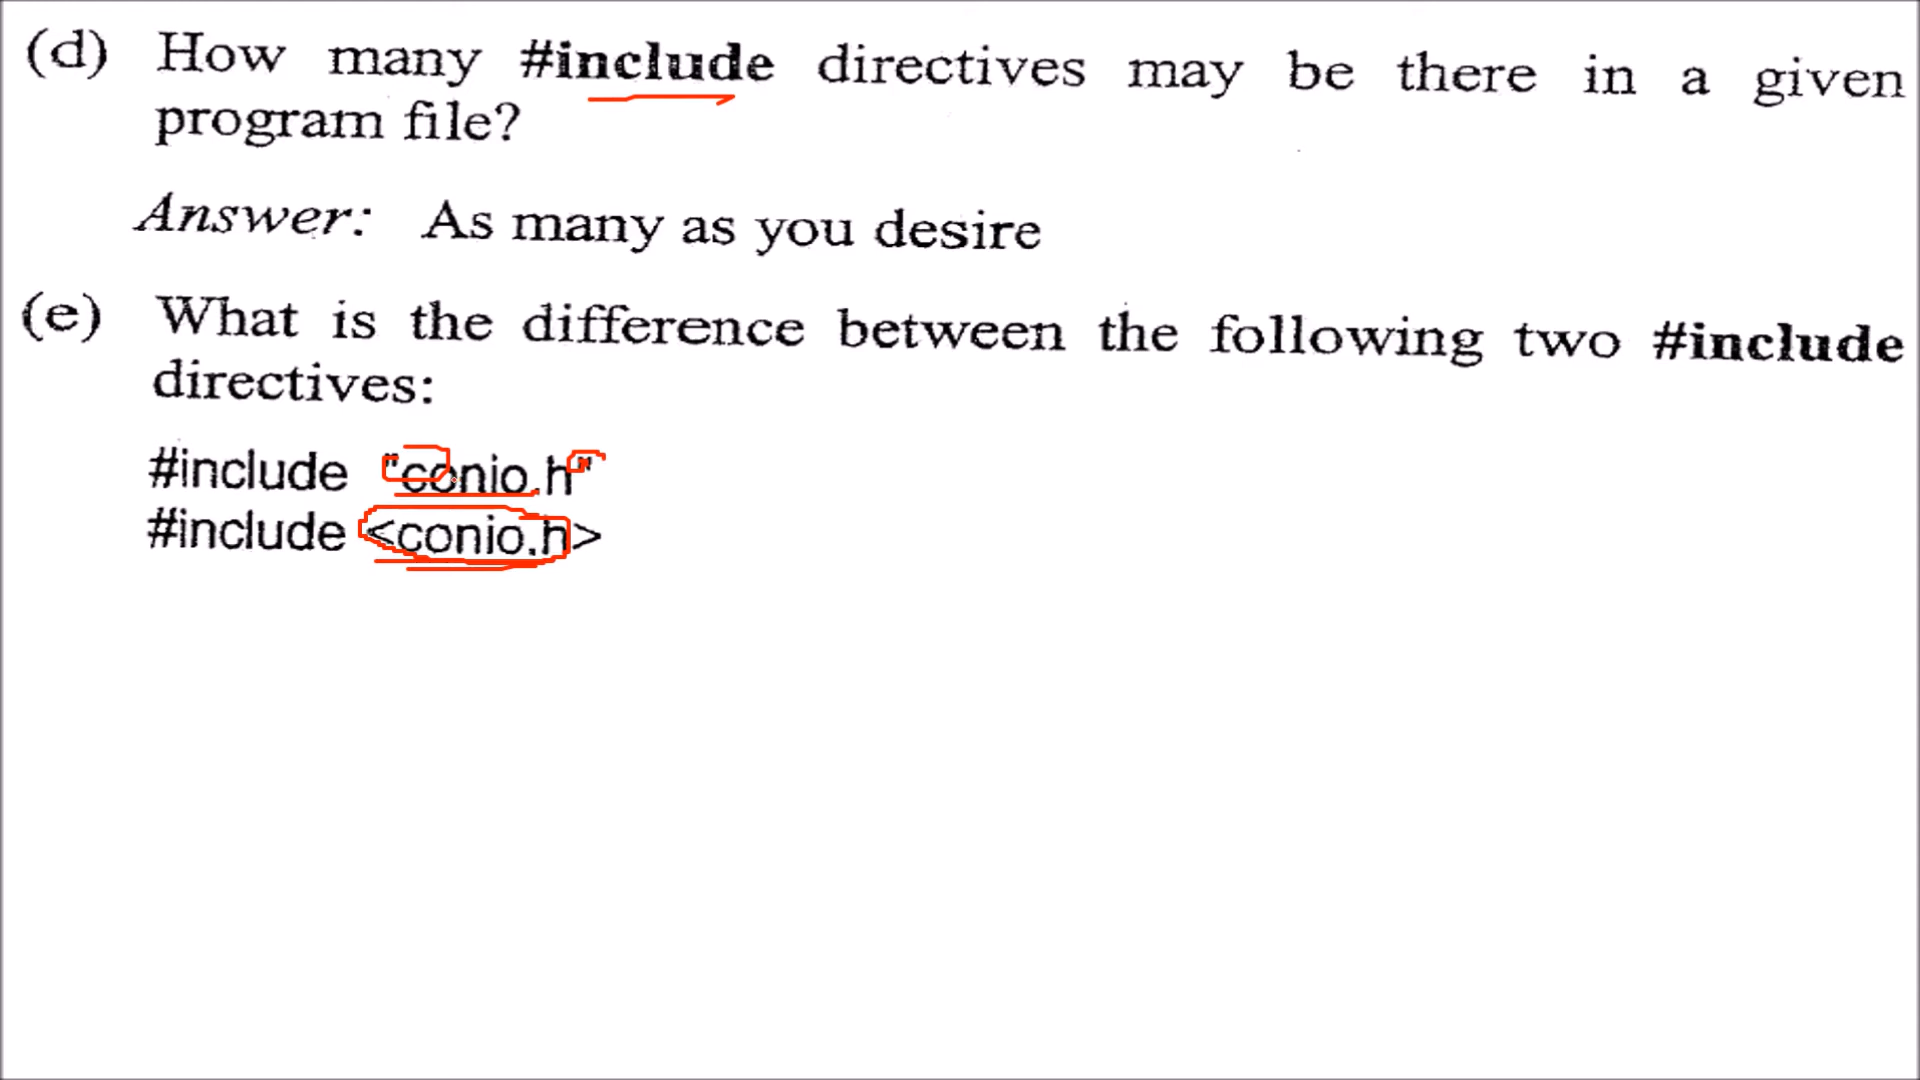 (d) How many #include directives may be there in a given
program file?
Answer: As many as you desire
(e) What is the difference between the following two #include
directives:
#include "conio.h"
#include <conio.h>